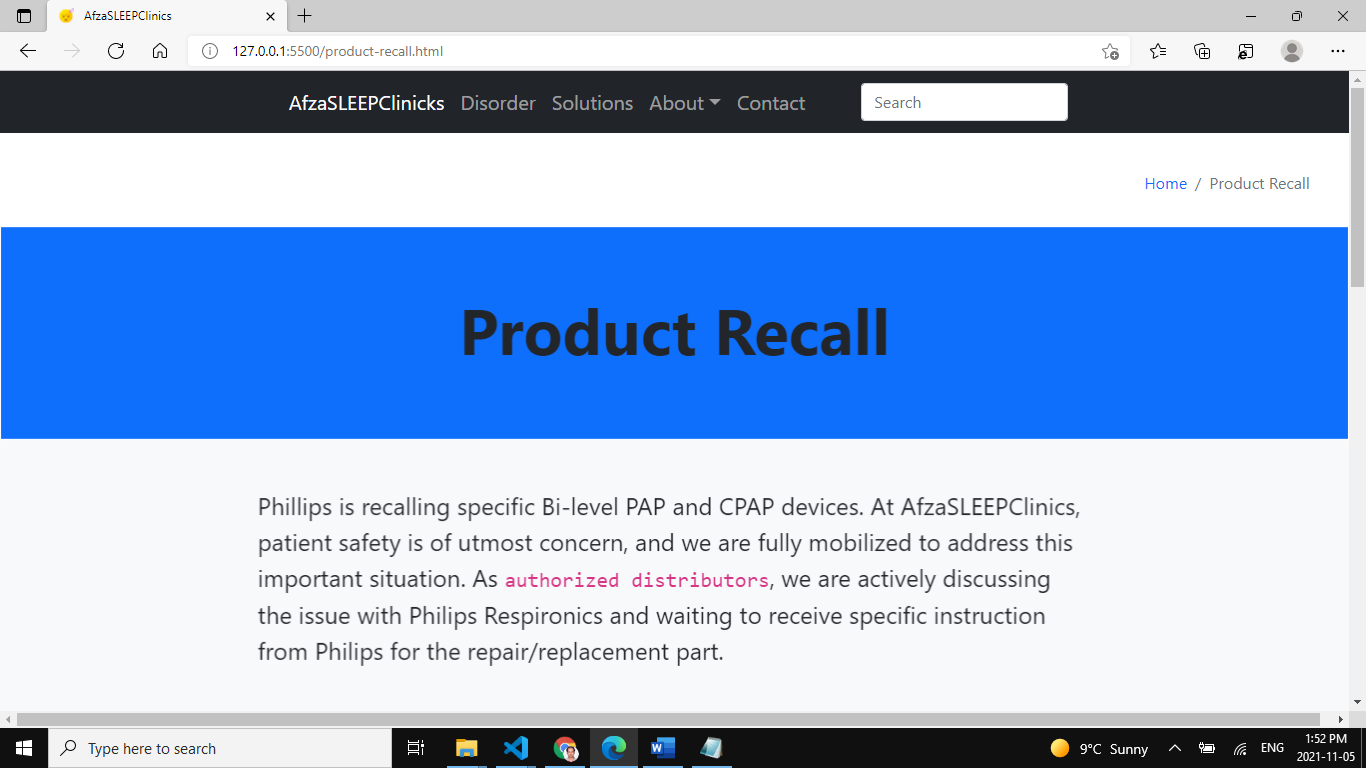 AfzaSLEEPClinics
127.0.0.1:5500/product-recall.html
AfzaSLEEPClinicks Disorder Solutions About Contact Search
Home / Product Recall
Product Recall
Phillips is recalling specific Bi-level PAP and CPAP devices. At AfzaSLEEPClinics,
patient safety is of utmost concern, and we are fully mobilized to address this
important situation. As authorized distributors, we are actively discussing
the issue with Philips Respironics and waiting to receive specific instruction
from Philips for the repair/replacement part.
Type here to search
9°C Sunny
ENG
1:52 PM
2021-11-05